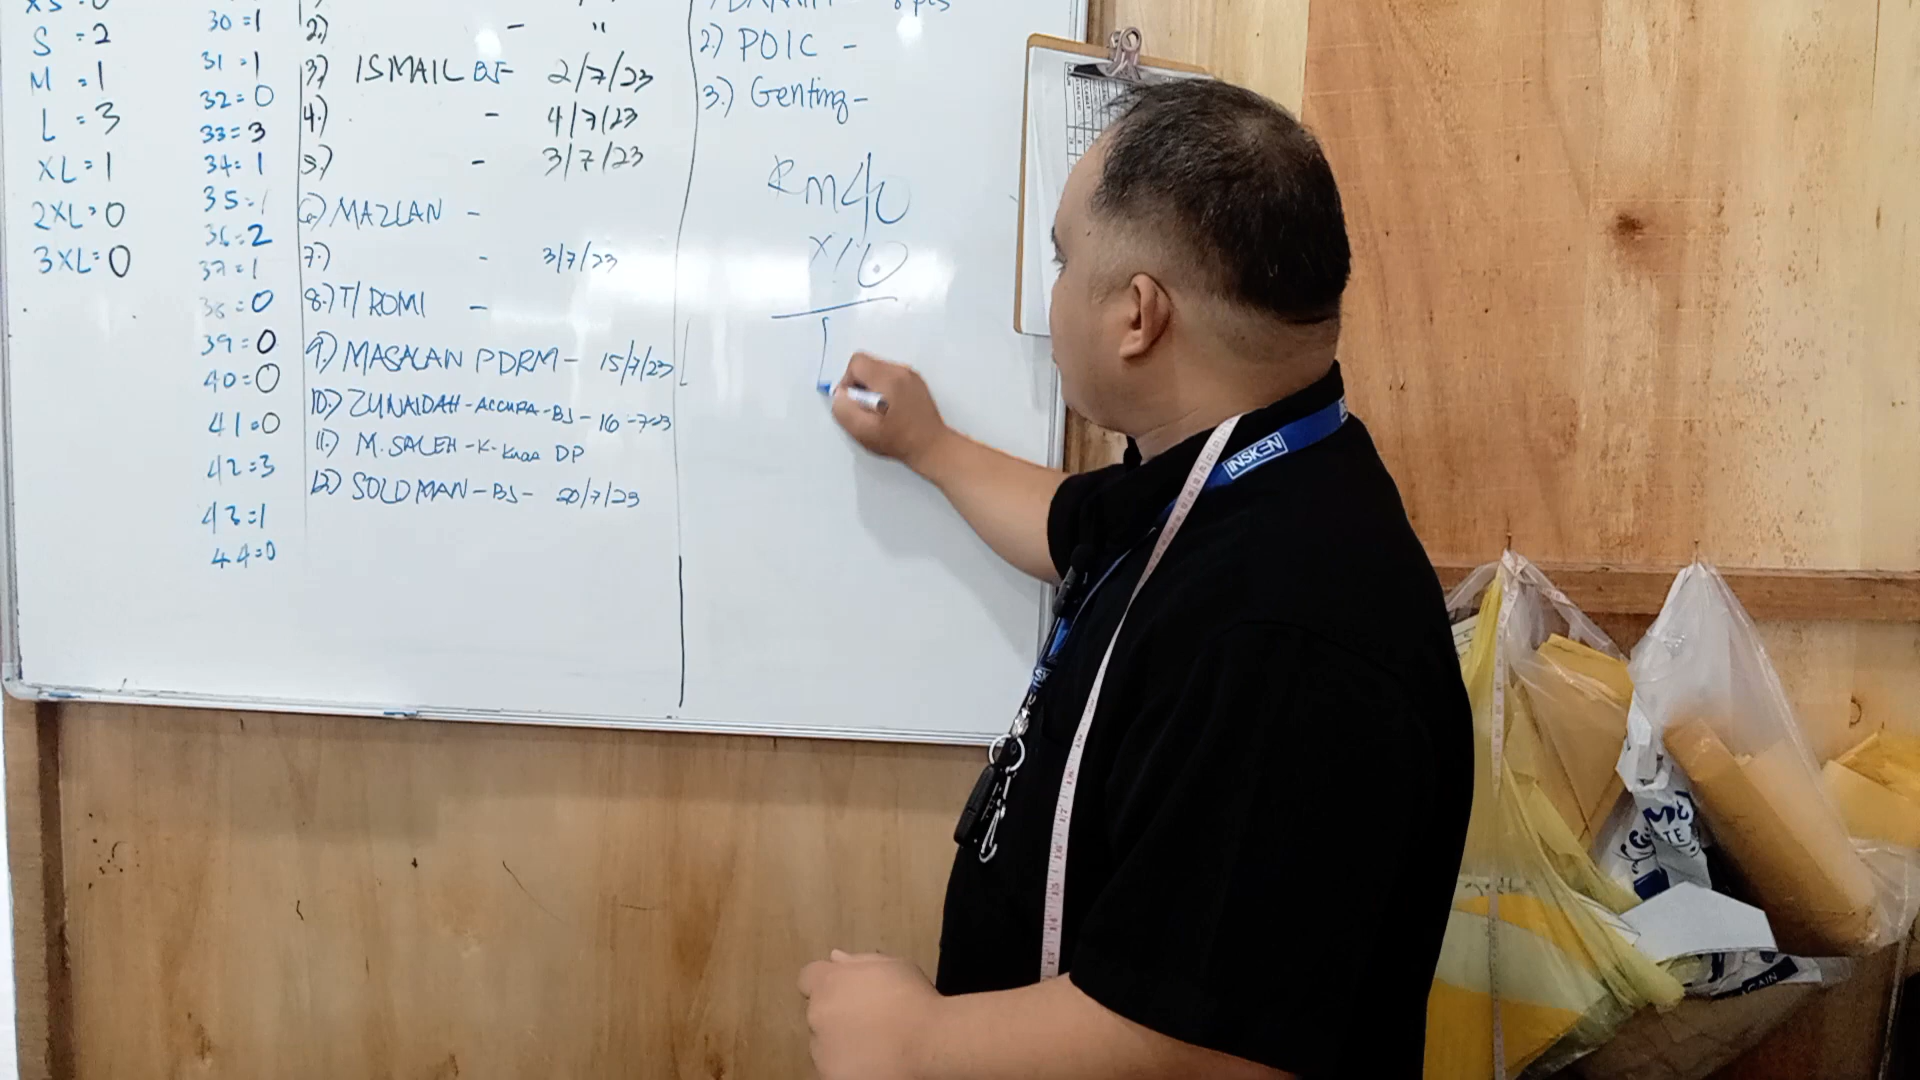 S = 2
M = 1
L = 3
XL = 1
2XL = 0
3XL = 0
30 = 1
31 = 1
32 = 0
33 = 3
34 = 1
35 = 1
36 = 2
37 = 1
38 = 0
39 = 0
40 = 0
41 = 0
42 = 3
43 = 1
44 = 0
2.) - "
3) ISMAIL BJ- 2/7/23
4.) - 4/7/23
5.) - 3/7/23
6) MAZLAN -
7.) - 3/7/23
8.) T/ ROMI -
9.) MASALAN PDRM - 15/7/23
10.) ZUNAIDAH - ACCUPA - BJ - 16-7-23
11.) M. SALEH - K- DP
12.) SOLOMAN - BJ - 20/7/23
2.) POIC -
3.) Genting -
Rm40
X10
INSKEN